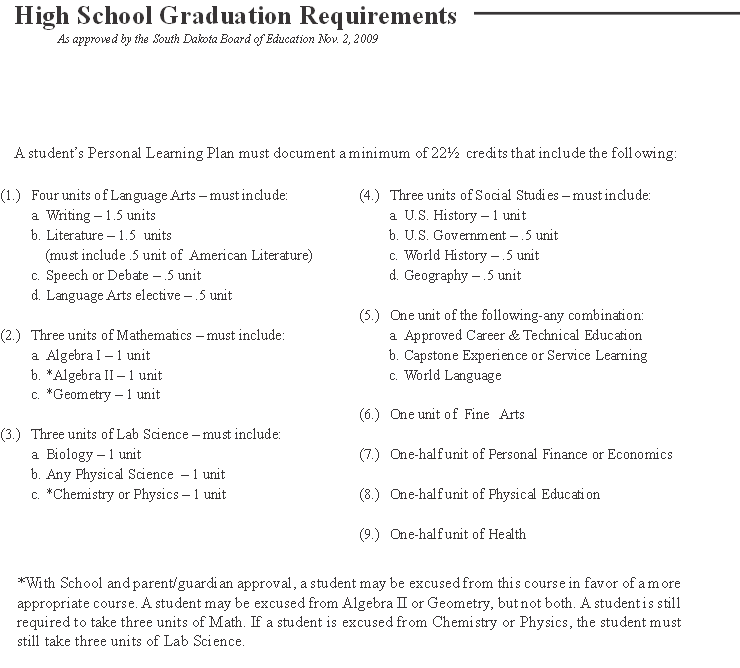 High School Graduation Requirements
As approved by the South Dakota Board of Education Nov. 2, 2009
A student's Personal Learning Plan must document a minimum of 22½ credits that include the following:
(1.) Four units of Language Arts – must include:
a. Writing – 1.5 units
b. Literature – 1.5 units
(must include .5 unit of American Literature)
c. Speech or Debate – .5 unit
d. Language Arts elective – .5 unit
(2.) Three units of Mathematics – must include:
a. Algebra I – 1 unit
b. *Algebra II – 1 unit
c. *Geometry – 1 unit
(3.) Three units of Lab Science – must include:
a. Biology – 1 unit
b. Any Physical Science – 1 unit
c. *Chemistry or Physics – 1 unit
(4.) Three units of Social Studies – must include:
a. U.S. History – 1 unit
b. U.S. Government – .5 unit
c. World History – .5 unit
d. Geography – .5 unit
(5.) One unit of the following-any combination:
a. Approved Career & Technical Education
b. Capstone Experience or Service Learning
c. World Language
(6.) One unit of Fine Arts
(7.) One-half unit of Personal Finance or Economics
(8.) One-half unit of Physical Education
(9.) One-half unit of Health
*With School and parent/guardian approval, a student may be excused from this course in favor of a more
appropriate course. A student may be excused from Algebra II or Geometry, but not both. A student is still
required to take three units of Math. If a student is excused from Chemistry or Physics, the student must
still take three units of Lab Science.